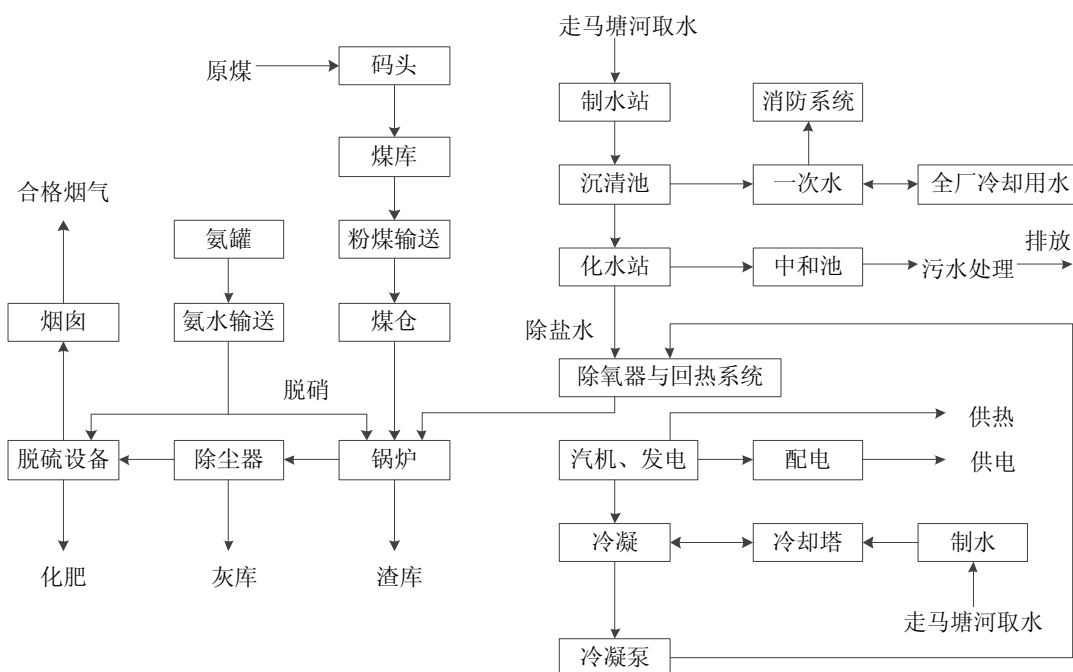 走马塘河取水
原煤
码头
制水站
消防系统
煤库
沉清池
一次水
全厂冷却用水
合格烟气
氨罐
粉煤输送
化水站
中和池
污水处理
排放
烟囱
氨水输送
煤仓
除盐水
除氧器与回热系统
脱硝
供热
脱硫设备
除尘器
锅炉
汽机、发电
配电
供电
冷凝
冷却塔
制水
化肥
灰库
渣库
走马塘河取水
冷凝泵